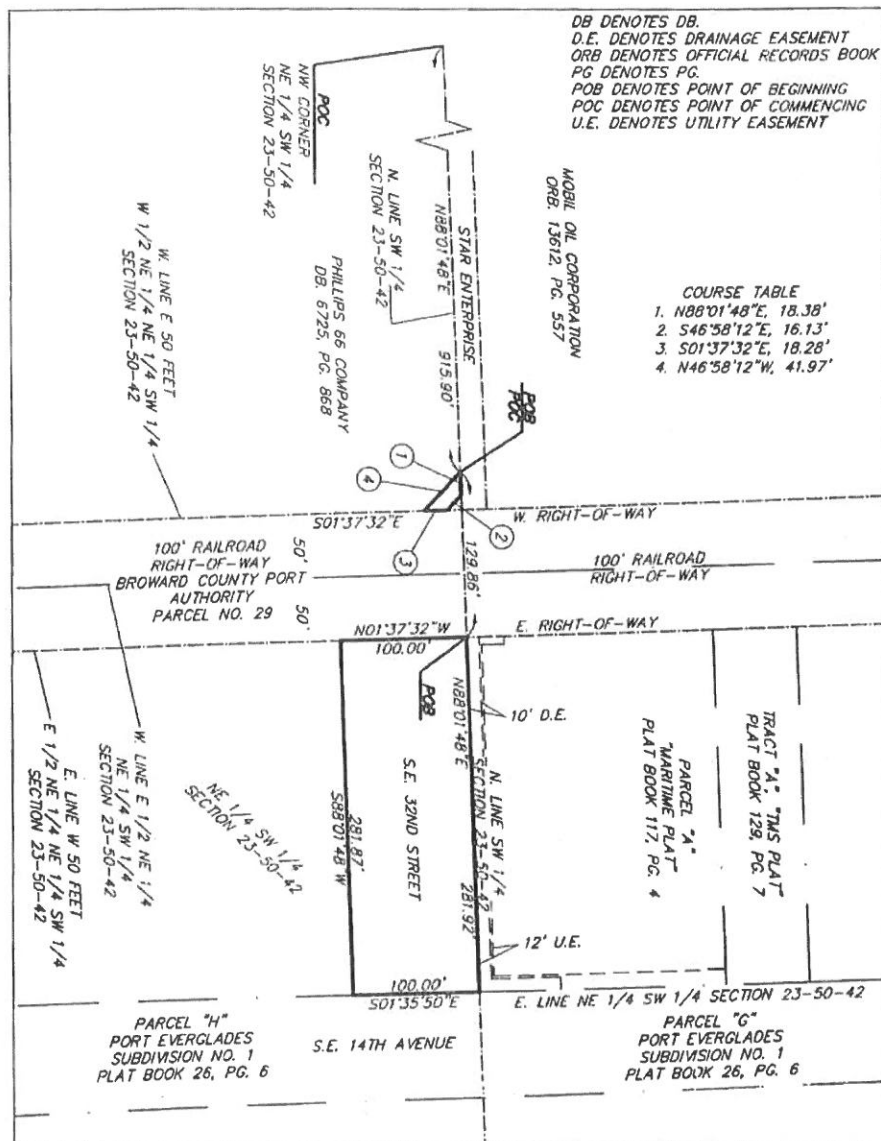 DB DENOTES DB.
D.E. DENOTES DRAINAGE EASEMENT
ORB DENOTES OFFICIAL RECORDS BOOK
PG DENOTES PG.
POB DENOTES POINT OF BEGINNING
POC DENOTES POINT OF COMMENCING
U.E. DENOTES UTILITY EASEMENT
POC
NW CORNER
NE 1/4 SW 1/4
SECTION 23-50-42
N. LINE SW 1/4
SECTION 23-50-42
N88°01'48"E
915.90'
STAR ENTERPRISE
MOBIL OIL CORPORATION
ORB. 13612, PG. 557
PHILLIPS 66 COMPANY
DB. 6725, PG. 868
W. LINE E 50 FEET
W 1/2 NE 1/4 NE 1/4 SW 1/4
SECTION 23-50-42
COURSE TABLE
1. N88°01'48"E, 18.38'
2. S46°58'12"E, 16.13'
3. S01°37'32"E, 18.28'
4. N46°58'12"W, 41.97'
POB
POC
1
4
2
3
S01°37'32"E
W. RIGHT-OF-WAY
100' RAILROAD
RIGHT-OF-WAY
BROWARD COUNTY PORT
AUTHORITY
PARCEL NO. 29
50'
50'
129.86'
100' RAILROAD
RIGHT-OF-WAY
N01°37'32"W
100.00'
E. RIGHT-OF-WAY
POB
N88°01'48"E
281.92'
10' D.E.
N. LINE SW 1/4
SECTION 23-50-42
S.E. 32ND STREET
281.87'
S88°01'48"W
12' U.E.
PARCEL "A"
"MARITIME PLAT"
PLAT BOOK 117, PG. 4
TRACT "A", "TMS PLAT"
PLAT BOOK 129, PG. 7
NE 1/4 SW 1/4
SECTION 23-50-42
W. LINE E 1/2 NE 1/4
NE 1/4 SW 1/4
SECTION 23-50-42
E. LINE W 50 FEET
E 1/2 NE 1/4 NE 1/4 SW 1/4
SECTION 23-50-42
100.00'
S01°35'50"E
E. LINE NE 1/4 SW 1/4 SECTION 23-50-42
PARCEL "H"
PORT EVERGLADES
SUBDIVISION NO. 1
PLAT BOOK 26, PG. 6
S.E. 14TH AVENUE
PARCEL "G"
PORT EVERGLADES
SUBDIVISION NO. 1
PLAT BOOK 26, PG. 6